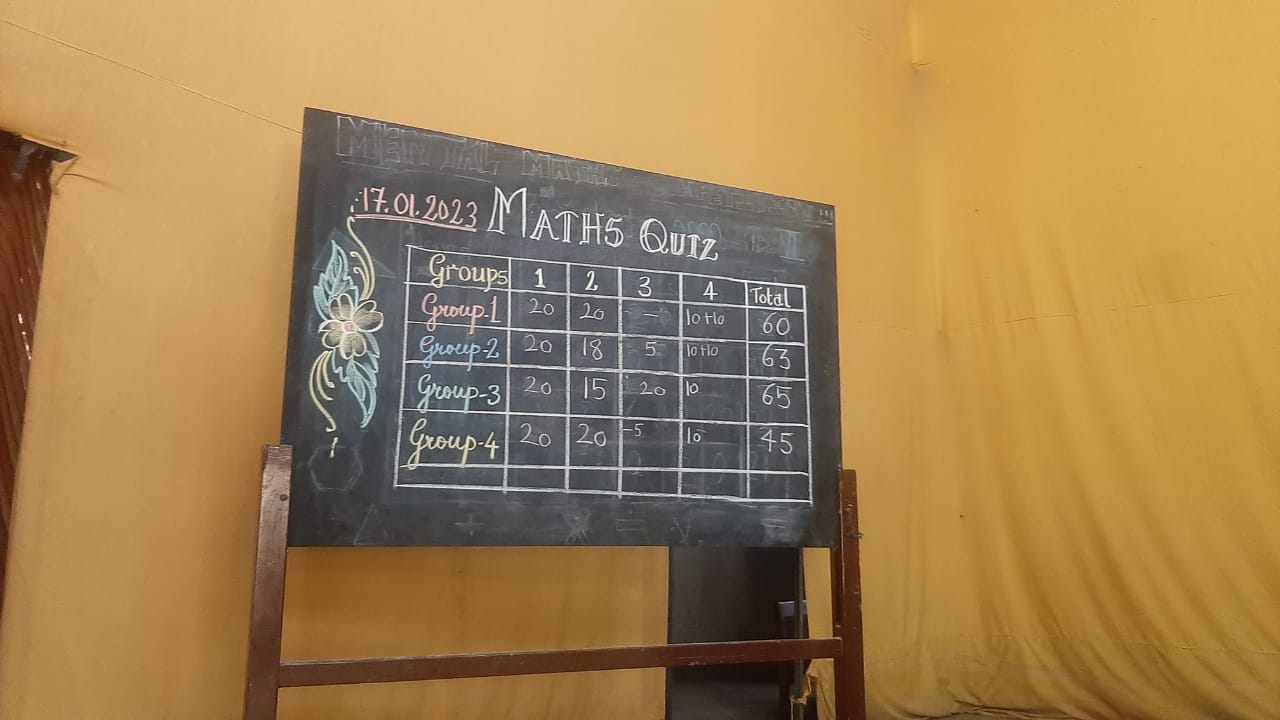 MENTAL MATH
17.01.2023 MATHS QUIZ
Groups 1 2 3 4 Total
Group-1 20 20 — 10+10 60
Group-2 20 18 5 10+10 63
Group-3 20 15 20 10 65
Group-4 20 20 -5 10 45